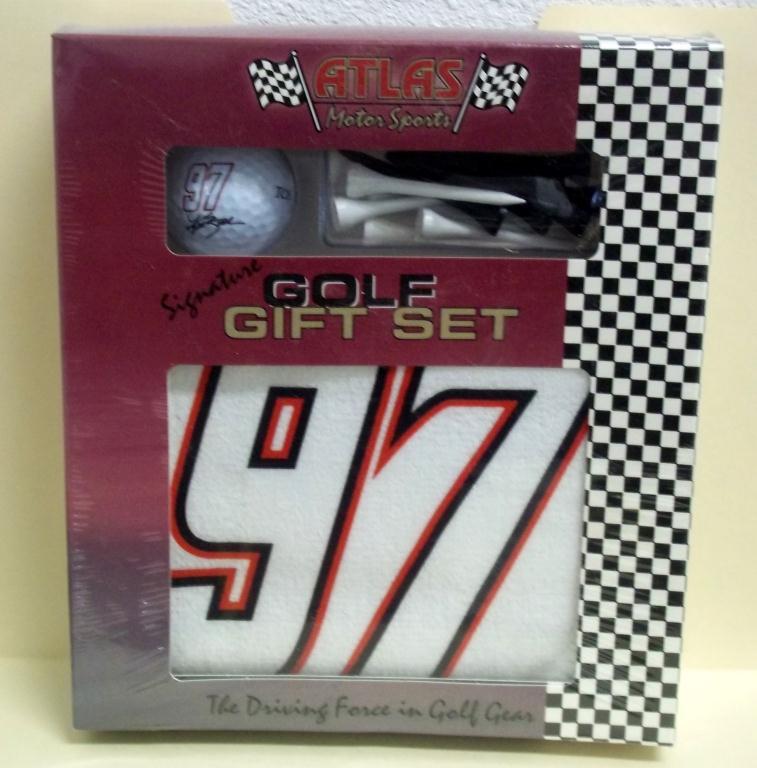 ATLAS
Motor Sports
97
Signature
GOLF
GIFT SET
97
The Driving Force in Golf Gear